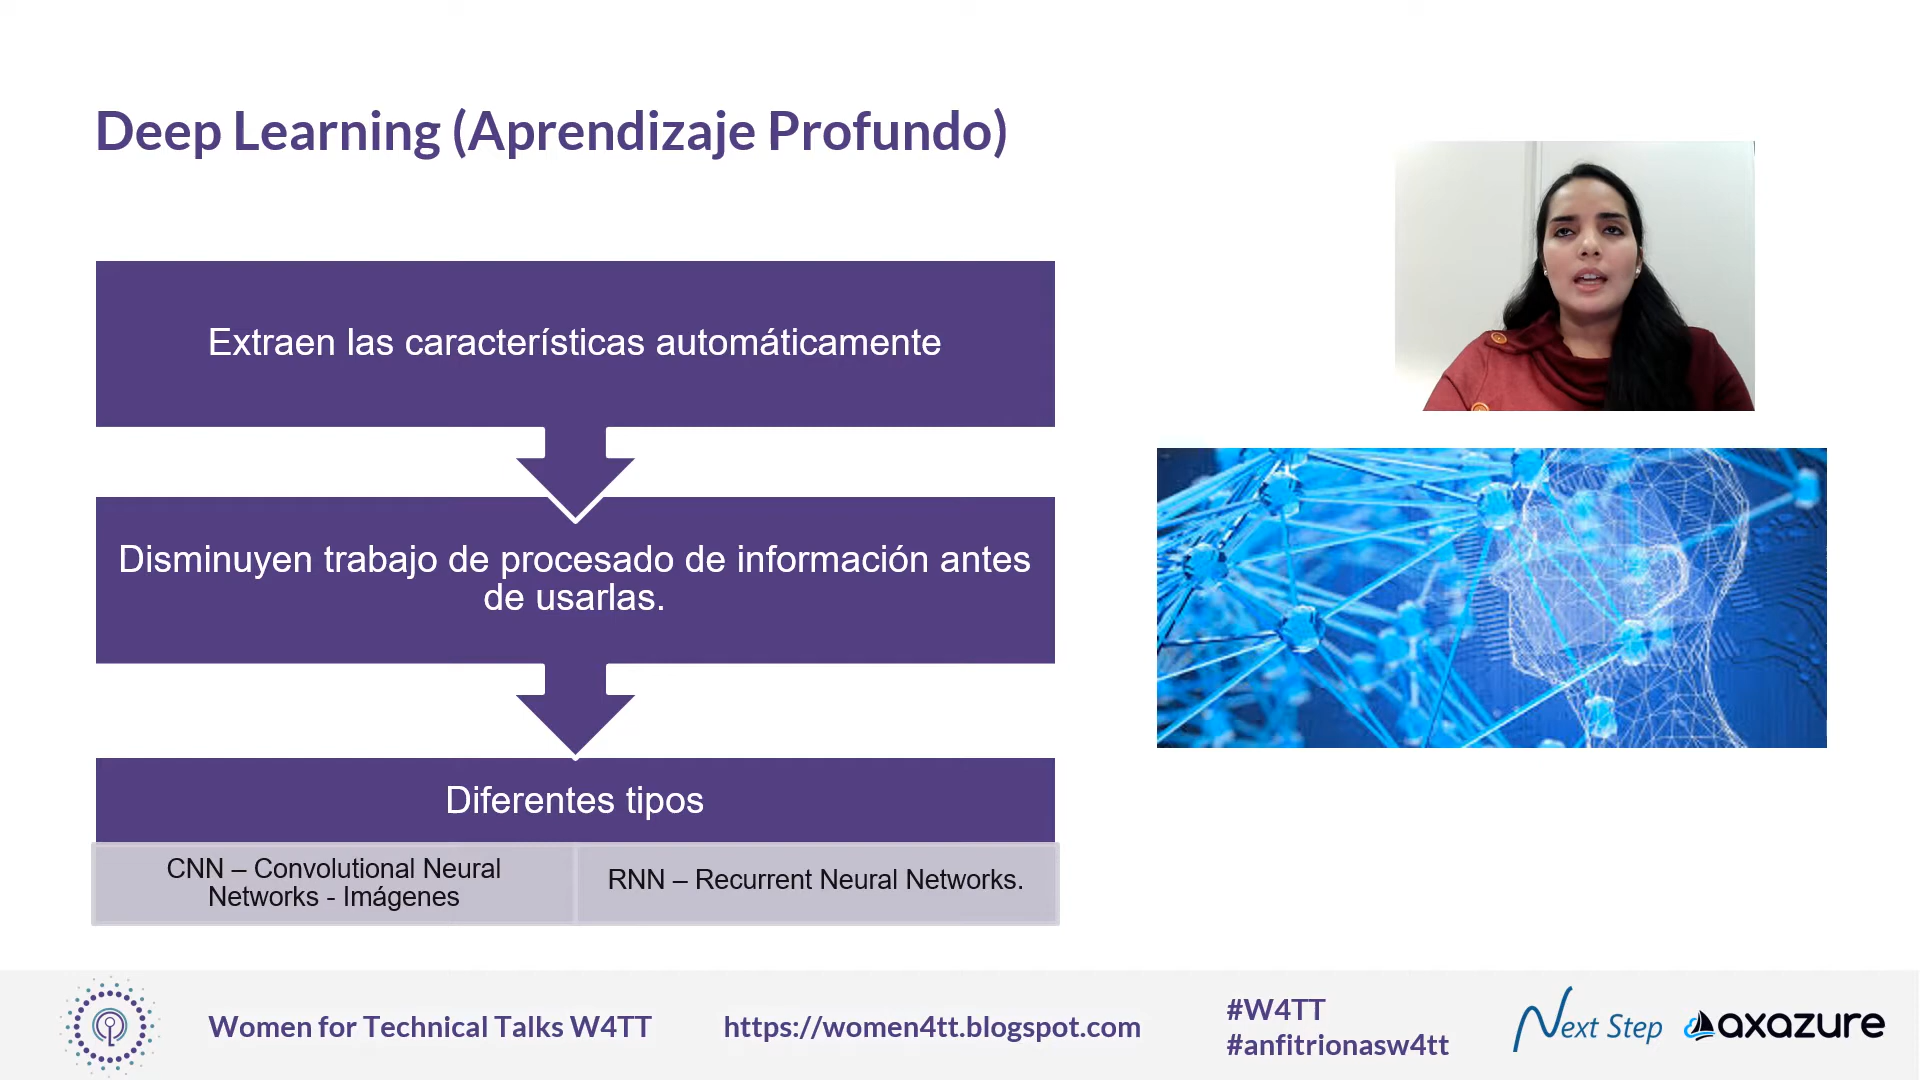 Deep Learning (Aprendizaje Profundo)
Extraen las características automáticamente
Disminuyen trabajo de procesado de información antes
de usarlas.
Diferentes tipos
CNN – Convolutional Neural
Networks - Imágenes
RNN – Recurrent Neural Networks.
Women for Technical Talks W4TT
https://women4tt.blogspot.com
#W4TT
#anfitrionasw4tt
Next Step
axazure